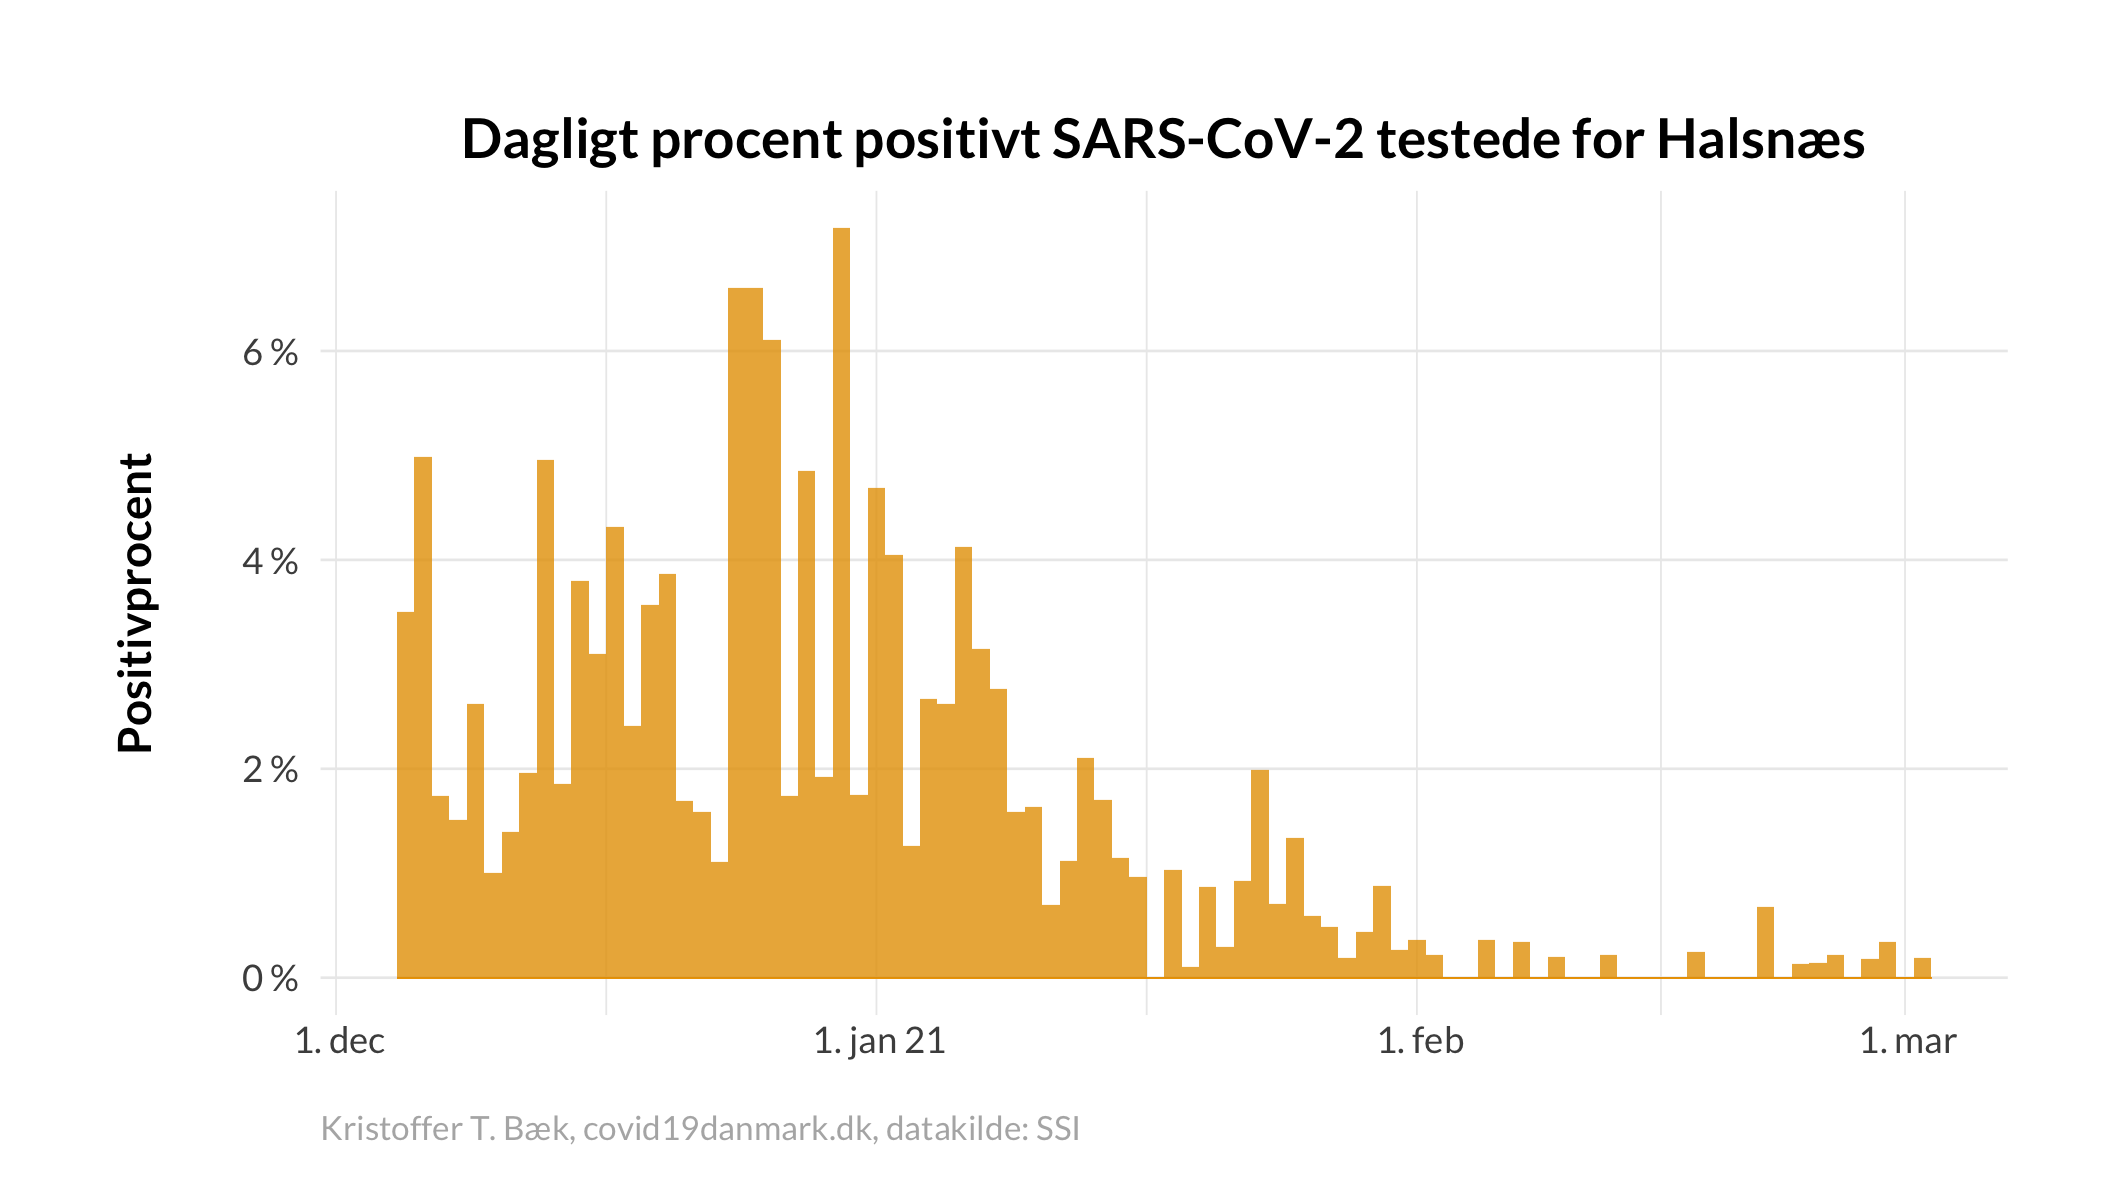 Dagligt procent positivt SARS-CoV-2 testede for Halsnæs
Positivprocent
6 %
4 %
2 %
0 %
1. dec
1. jan 21
1. feb
1. mar
Kristoffer T. Bæk, covid19danmark.dk, datakilde: SSI